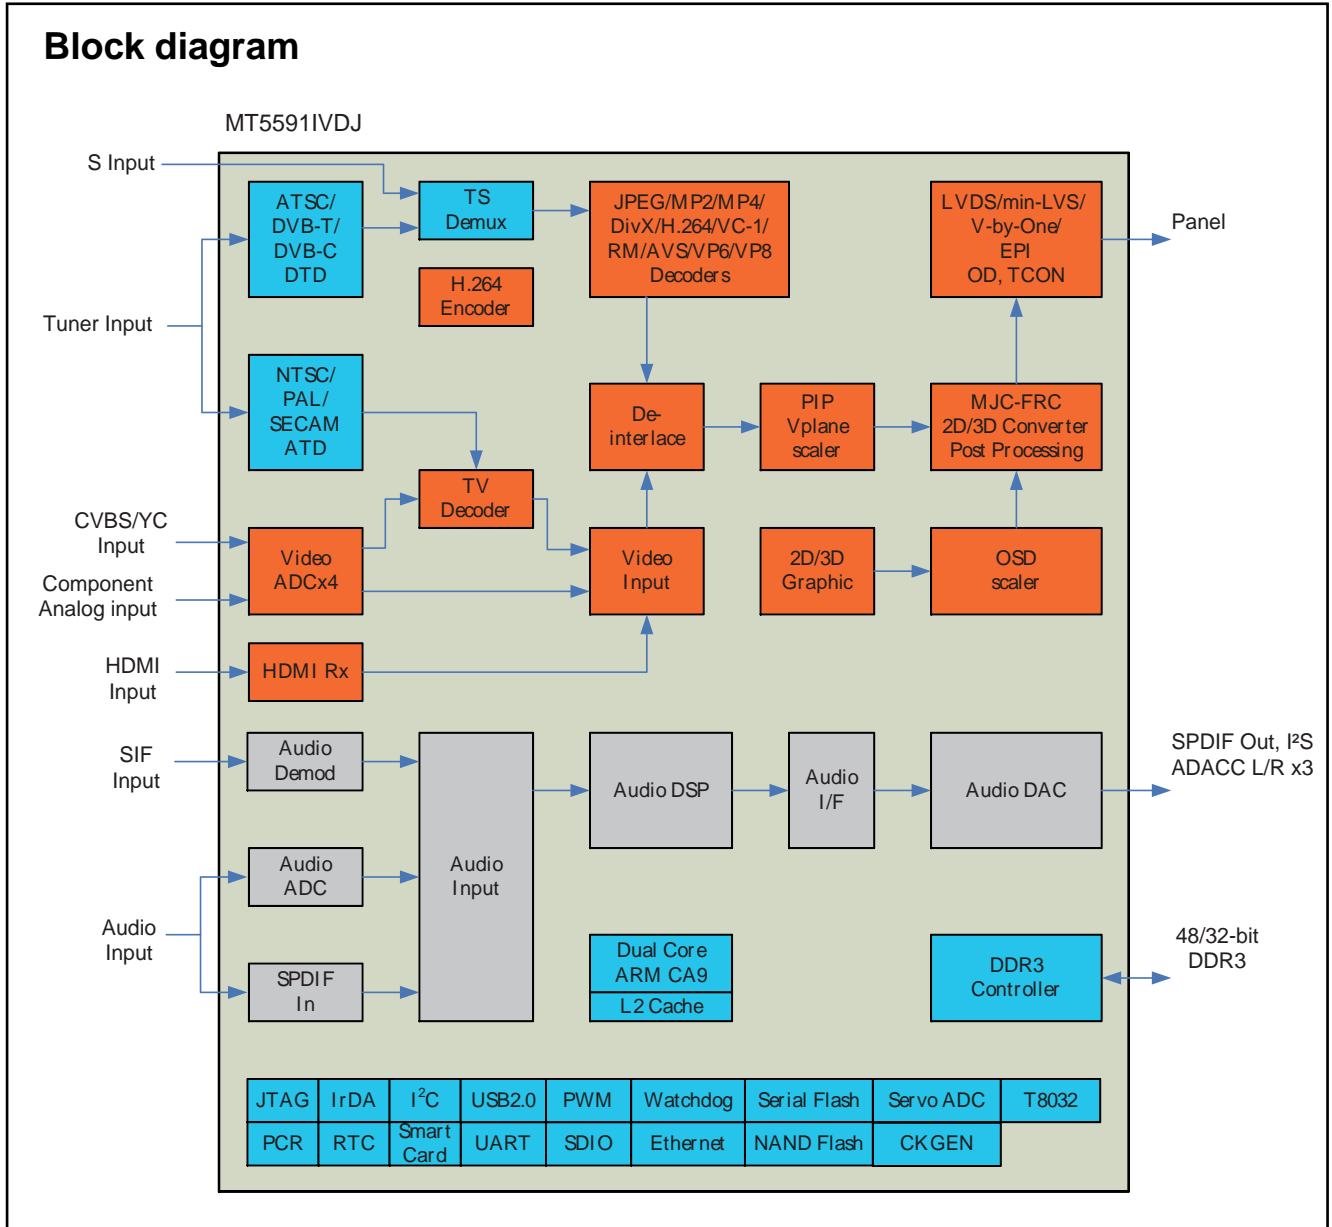 Block diagram
MT5591IVDJ
S Input
Tuner Input
CVBS/YC
Input
Component
Analog input
HDMI
Input
SIF
Input
Audio
Input
ATSC/
DVB-T/
DVB-C
DTD
TS
Demux
H.264
Encoder
JPEG/MP2/MP4/
DivX/H.264/VC-1/
RM/AVS/VP6/VP8
Decoders
LVDS/min-LVS/
V-by-One/
EPI
OD, TCON
Panel
NTSC/
PAL/
SECAM
ATD
TV
Decoder
De-
interlace
PIP
Vplane
scaler
MJC-FRC
2D/3D Converter
Post Processing
Video
ADCx4
Video
Input
2D/3D
Graphic
OSD
scaler
HDMI Rx
Audio
Demod
Audio
ADC
SPDIF
In
Audio
Input
Audio DSP
Audio
I/F
Audio DAC
SPDIF Out, I²S
ADACC L/R x3
Dual Core
ARM CA9
L2 Cache
DDR3
Controller
48/32-bit
DDR3
JTAG
IrDA
I²C
USB2.0
PWM
Watchdog
Serial Flash
Servo ADC
T8032
PCR
RTC
Smart
Card
UART
SDIO
Ethernet
NAND Flash
CKGEN